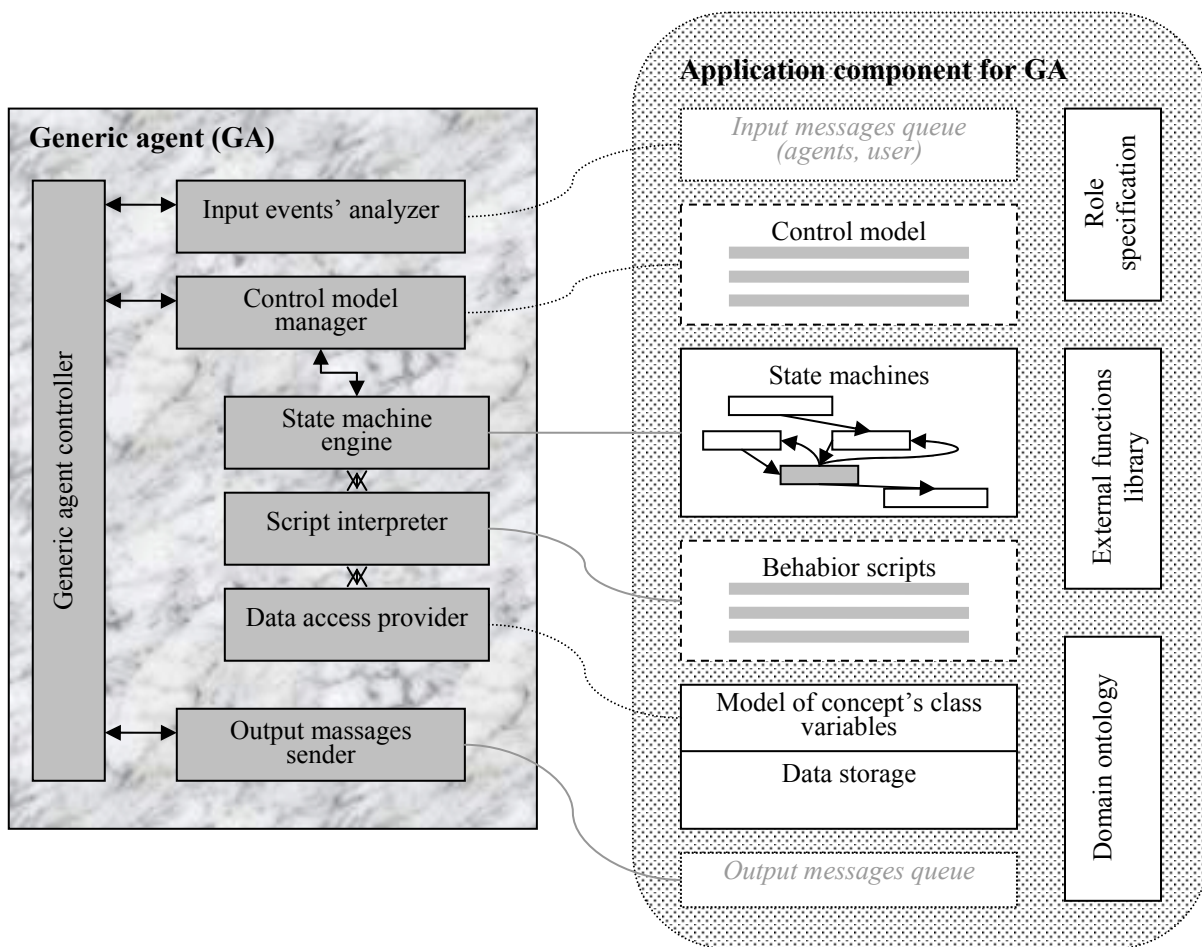 Generic agent (GA)
Generic agent controller
Input events’ analyzer
Control model
manager
State machine
engine
Script interpreter
Data access provider
Output massages
sender
Application component for GA
Input messages queue
(agents, user)
Control model
State machines
Behabior scripts
Model of concept’s class
variables
Data storage
Output messages queue
Role
specification
External functions
library
Domain ontology